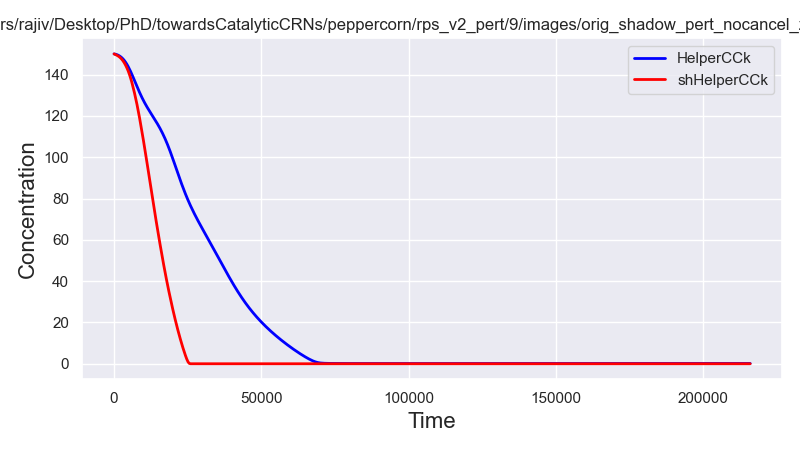 rs/rajiv/Desktop/PhD/towardsCatalyticCRNs/peppercorn/rps_v2_pert/9/images/orig_shadow_pert_nocancel_
HelperCCk
shHelperCCk
140
120
100
80
60
40
20
0
Concentration
0 50000 100000 150000 200000
Time